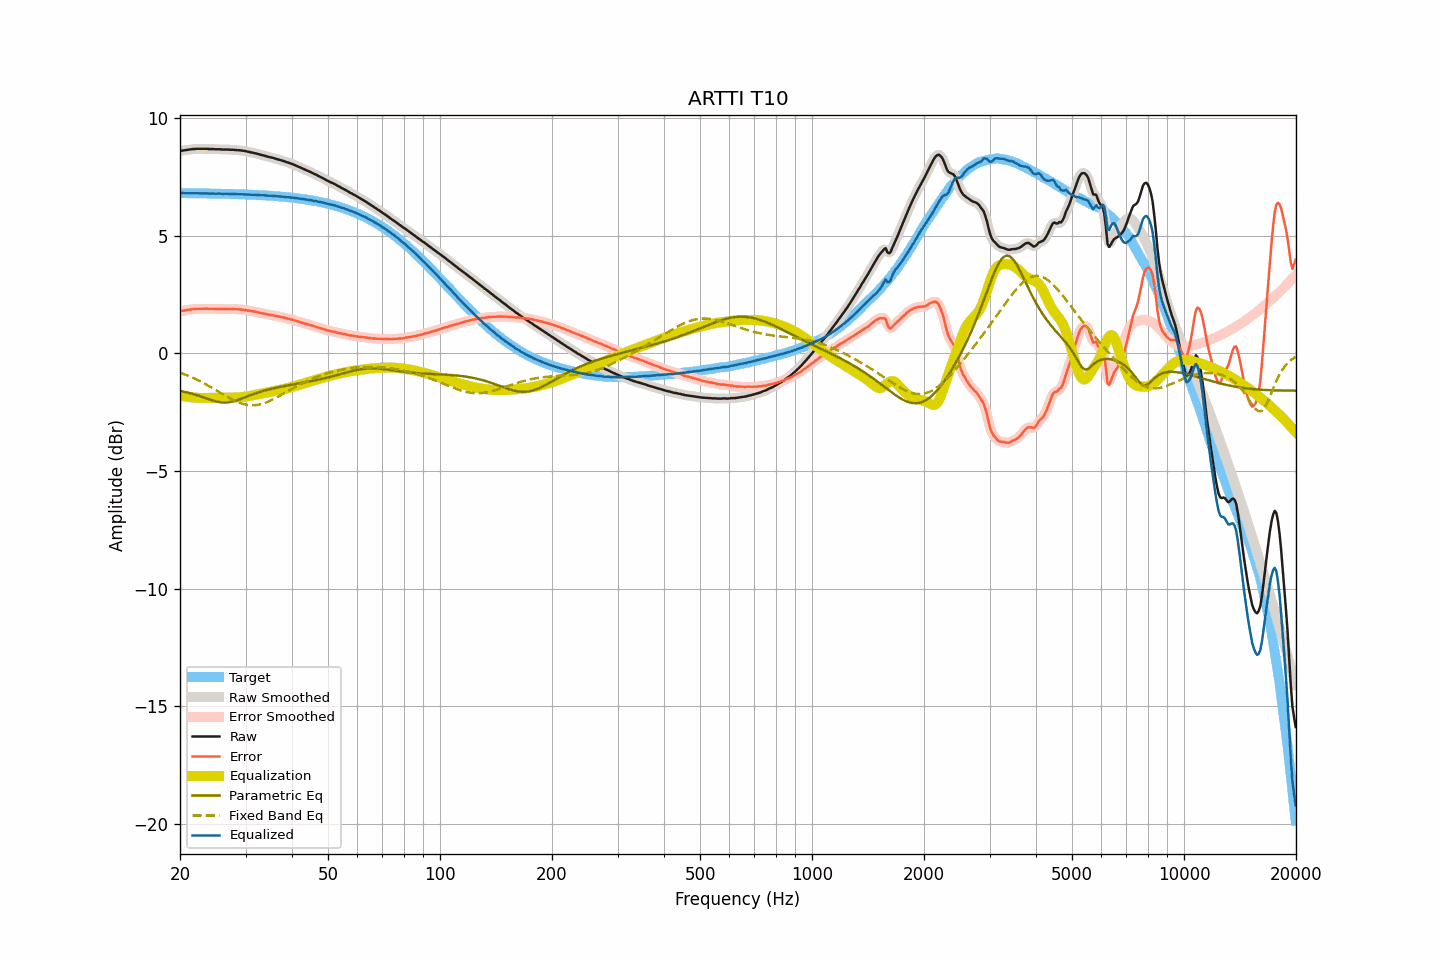 ARTTI T10
10
5
0
−5
−10
−15
−20
Amplitude (dBr)
Target
Raw Smoothed
Error Smoothed
Raw
Error
Equalization
Parametric Eq
Fixed Band Eq
Equalized
20 50 100 200 500 1000 2000 5000 10000 20000
Frequency (Hz)